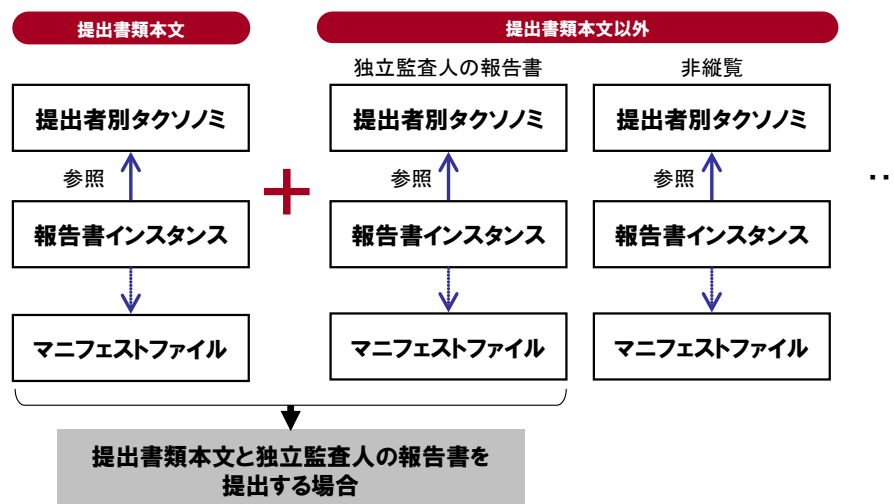 提出書類本文
提出書類本文以外
独立監査人の報告書
非縦覧
提出者別タクソノミ
提出者別タクソノミ
提出者別タクソノミ
参照
参照
参照
‥
報告書インスタンス
報告書インスタンス
報告書インスタンス
マニフェストファイル
マニフェストファイル
マニフェストファイル
提出書類本文と独立監査人の報告書を
提出する場合